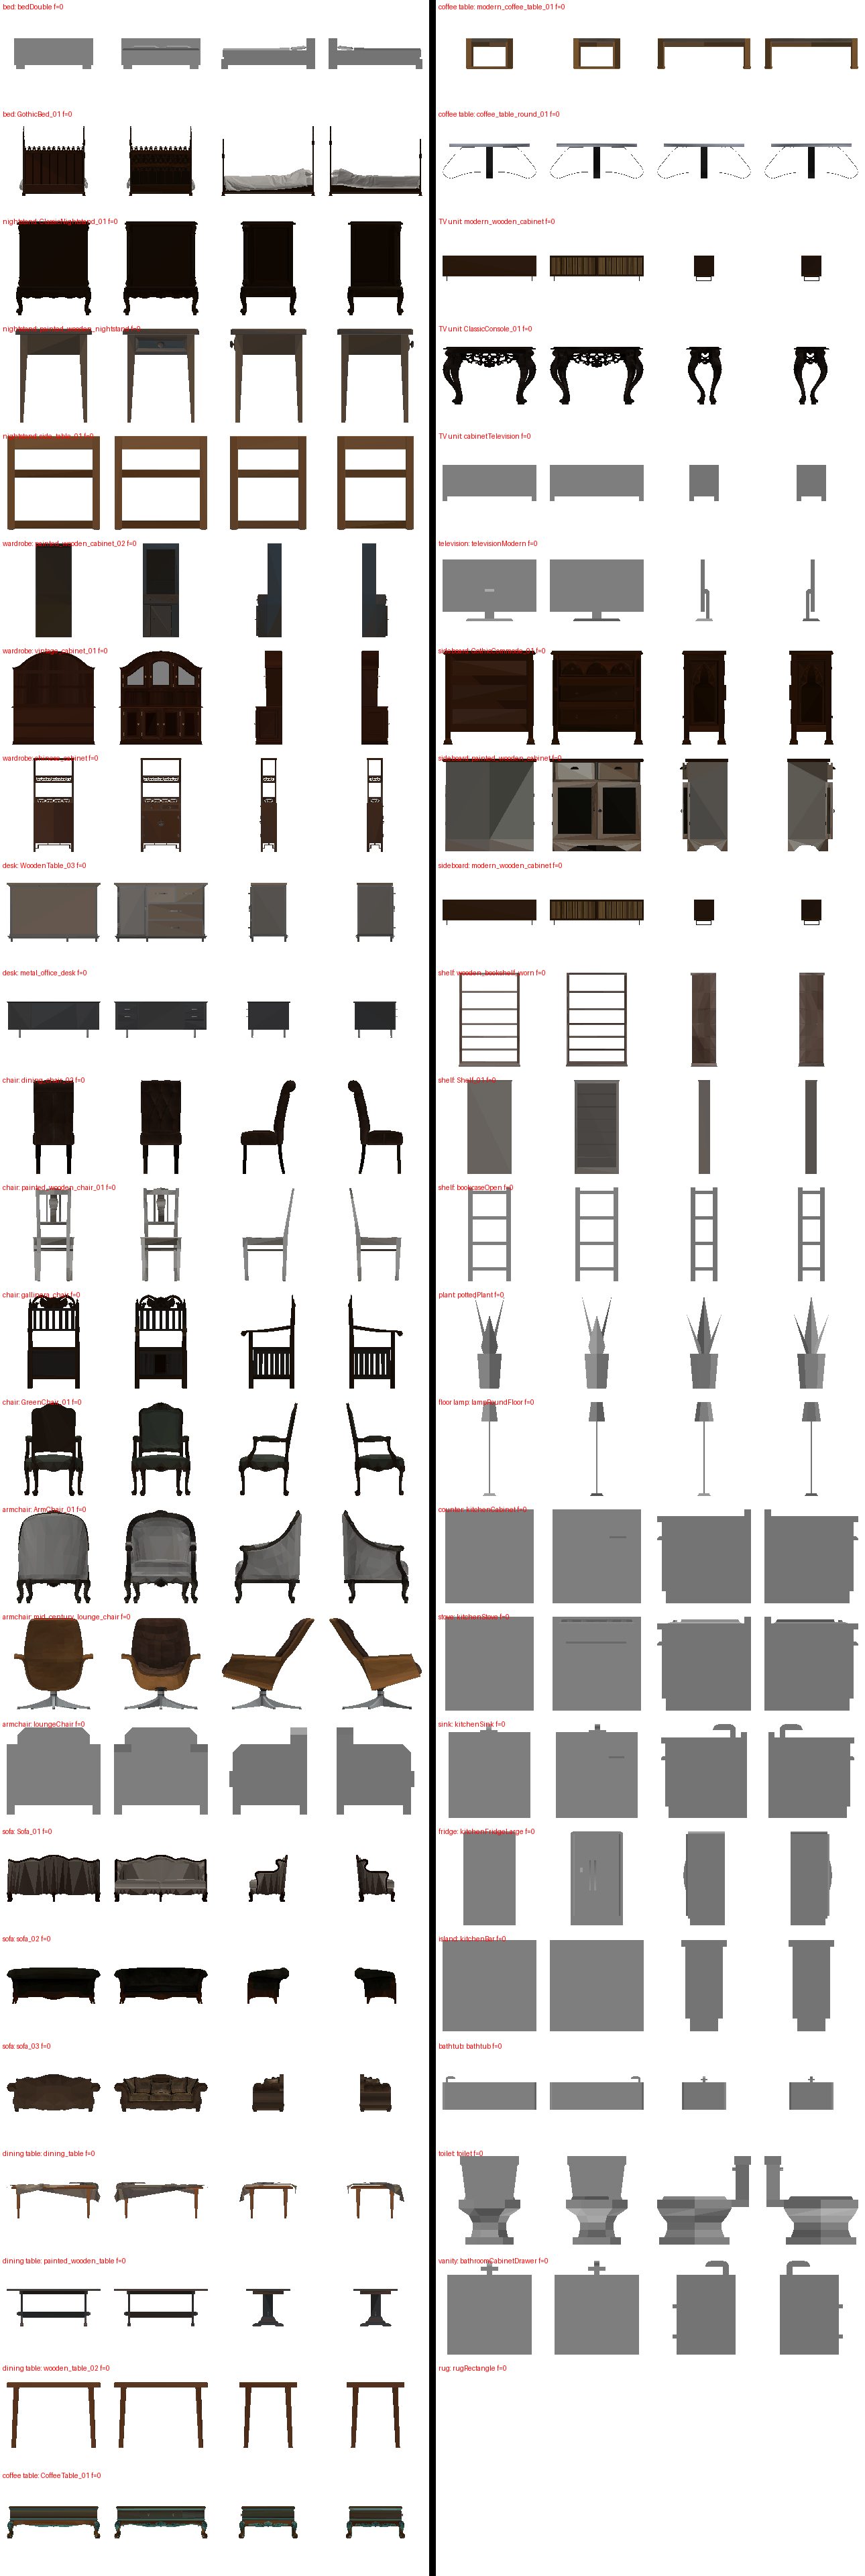 bed: bedDouble f=0
bed: GothicBed_01 f=0
nightstand: ClassicNightstand_01 f=0
nightstand: painted_wooden_nightstand f=0
nightstand: side_table_01 f=0
wardrobe: painted_wooden_cabinet_02 f=0
wardrobe: vintage_cabinet_01 f=0
wardrobe: chinese_cabinet f=0
desk: WoodenTable_03 f=0
desk: metal_office_desk f=0
chair: dining_chair_02 f=0
chair: painted_wooden_chair_01 f=0
chair: gallinera_chair f=0
chair: GreenChair_01 f=0
armchair: ArmChair_01 f=0
armchair: mid_century_lounge_chair f=0
armchair: loungeChair f=0
sofa: Sofa_01 f=0
sofa: sofa_02 f=0
sofa: sofa_03 f=0
dining table: dining_table f=0
dining table: painted_wooden_table f=0
dining table: wooden_table_02 f=0
coffee table: CoffeeTable_01 f=0
coffee table: modern_coffee_table_01 f=0
coffee table: coffee_table_round_01 f=0
TV unit: modern_wooden_cabinet f=0
TV unit: ClassicConsole_01 f=0
TV unit: cabinetTelevision f=0
television: televisionModern f=0
sideboard: GothicCommode_01 f=0
sideboard: painted_wooden_cabinet f=0
sideboard: modern_wooden_cabinet f=0
shelf: wooden_bookshelf_worn f=0
shelf: Shelf_01 f=0
shelf: bookcaseOpen f=0
plant: pottedPlant f=0
floor lamp: lampRoundFloor f=0
counter: kitchenCabinet f=0
stove: kitchenStove f=0
sink: kitchenSink f=0
fridge: kitchenFridgeLarge f=0
island: kitchenBar f=0
bathtub: bathtub f=0
toilet: toilet f=0
vanity: bathroomCabinetDrawer f=0
rug: rugRectangle f=0